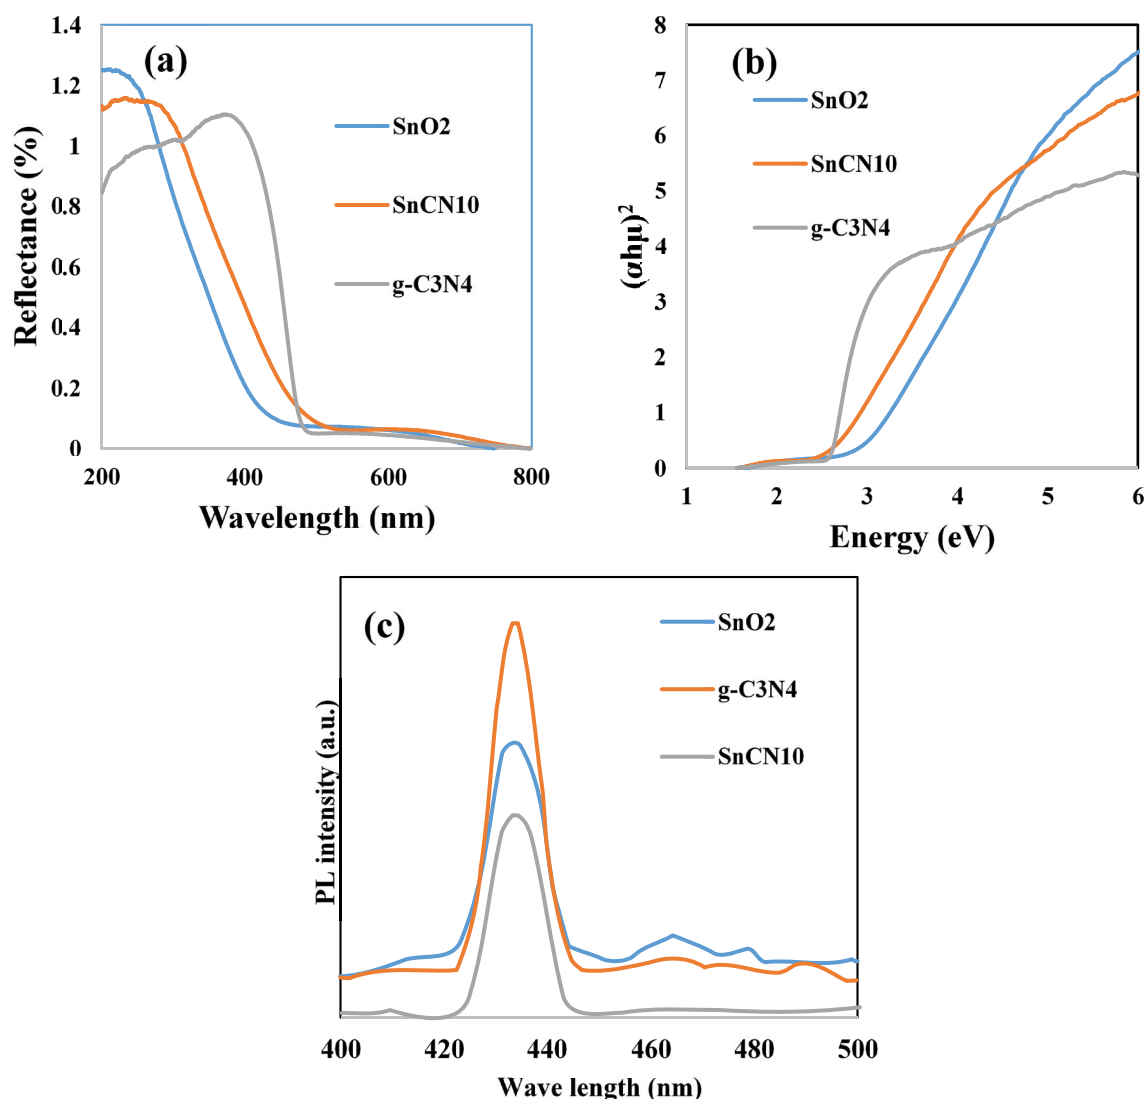 (a)
1.4
1.2
1
0.8
0.6
0.4
0.2
0
Reflectance (%)
SnO2
SnCN10
g-C3N4
200
400
600
800
Wavelength (nm)
(b)
8
7
6
5
4
3
2
1
0
(αhμ)²
SnO2
SnCN10
g-C3N4
1
2
3
4
5
6
Energy (eV)
(c)
PL intensity (a.u.)
SnO2
g-C3N4
SnCN10
400
420
440
460
480
500
Wave length (nm)